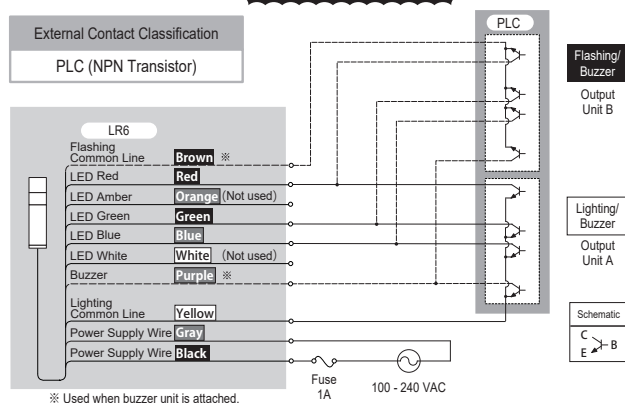 External Contact Classification
PLC (NPN Transistor)
PLC
Flashing/
Buzzer
Output
Unit B
Lighting/
Buzzer
Output
Unit A
Schematic
C
B
E
LR6
Flashing
Common Line Brown ※
LED Red Red
LED Amber Orange (Not used)
LED Green Green
LED Blue Blue
LED White White (Not used)
Buzzer Purple ※
Lighting
Common Line Yellow
Power Supply Wire Gray
Power Supply Wire Black
Fuse
1A
100 - 240 VAC
※ Used when buzzer unit is attached.